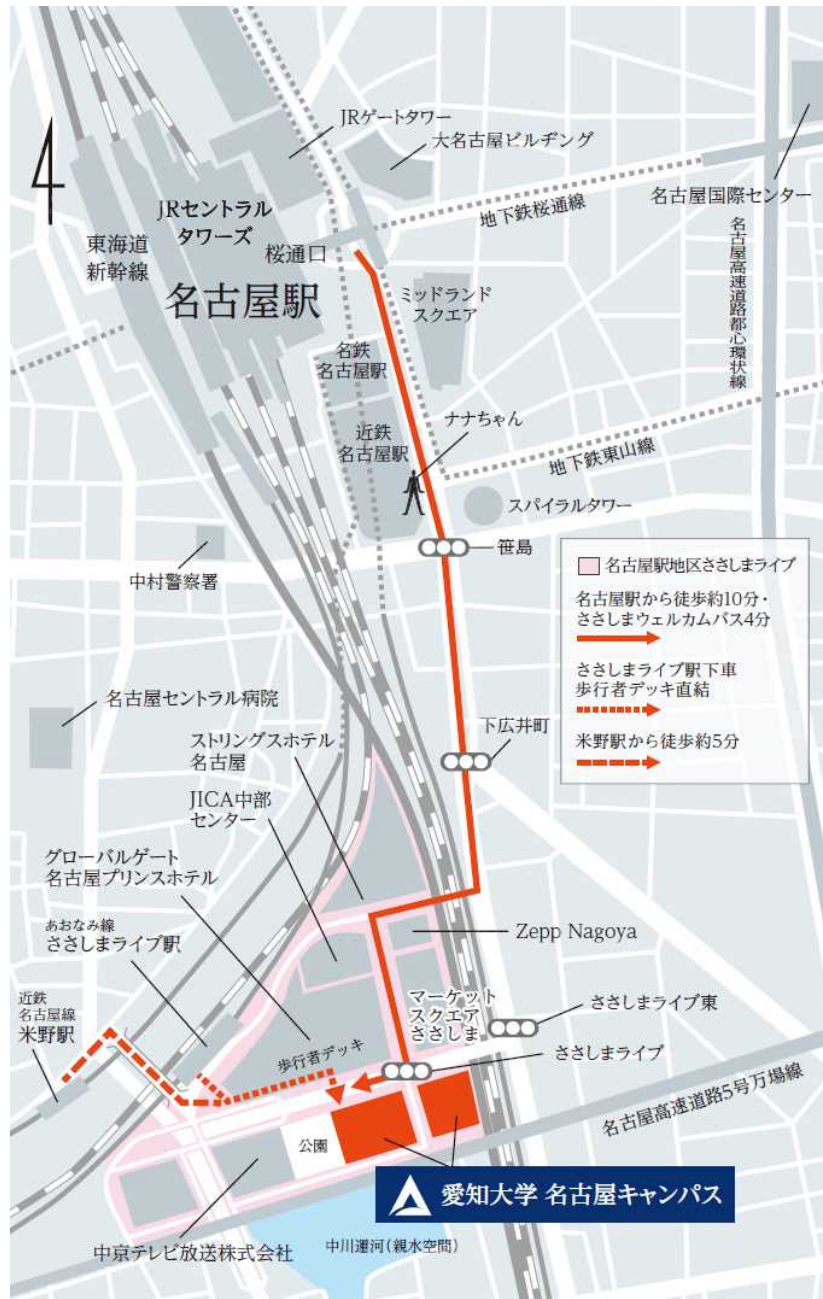 JRゲートタワー
大名古屋ビルヂング
名古屋国際センター
地下鉄桜通線
JRセントラル
タワーズ
東海道
新幹線
桜通口
名古屋駅
ミッドランド
スクエア
名古屋高速道路都心環状線
名鉄
名古屋駅
近鉄
名古屋駅
ナナちゃん
地下鉄東山線
スパイラルタワー
笹島
中村警察署
名古屋駅地区ささしまライブ
名古屋駅から徒歩約10分・
ささしまウェルカムバス4分
ささしまライブ駅下車
歩行者デッキ直結
米野駅から徒歩約5分
名古屋セントラル病院
下広井町
ストリングスホテル
名古屋
JICA中部
センター
グローバルゲート
名古屋プリンスホテル
あおなみ線
ささしまライブ駅
Zepp Nagoya
近鉄
名古屋線
米野駅
マーケット
スクエア
ささしま
ささしまライブ東
歩行者デッキ
ささしまライブ
名古屋高速道路5号万場線
公園
愛知大学 名古屋キャンパス
中京テレビ放送株式会社
中川運河(親水空間)